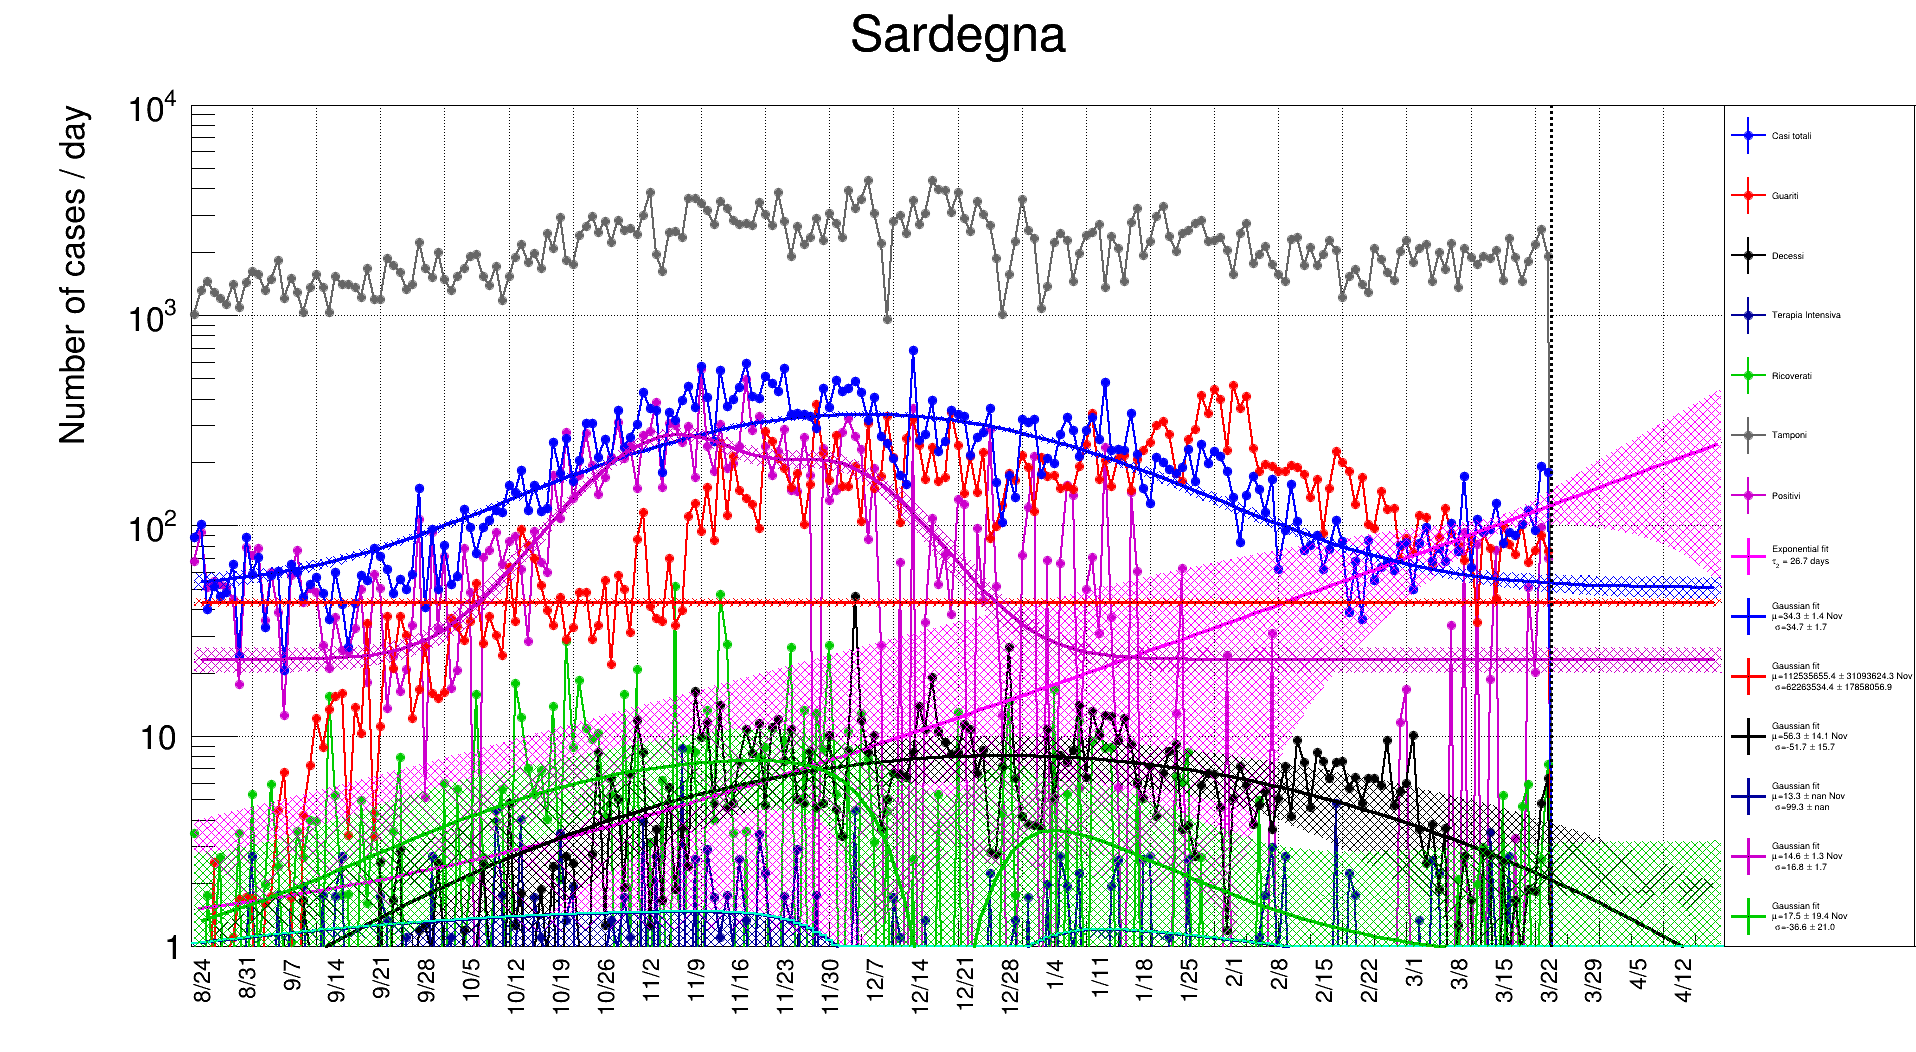 Sardegna
Number of cases / day
10^4
10^3
10^2
10
1
8/24
8/31
9/7
9/14
9/21
9/28
10/5
10/12
10/19
10/26
11/2
11/9
11/16
11/23
11/30
12/7
12/14
12/21
12/28
1/4
1/11
1/18
1/25
2/1
2/8
2/15
2/22
3/1
3/8
3/15
3/22
3/29
4/5
4/12
Casi totali
Guariti
Decessi
Terapia Intensiva
Ricoverati
Tamponi
Positivi
Exponential fit
τ₂ = 26.7 days
Gaussian fit
μ=34.3 ± 1.4 Nov
σ=34.7 ± 1.7
Gaussian fit
μ=112535655.4 ± 31093624.3 Nov
σ=62263534.4 ± 17858056.9
Gaussian fit
μ=56.3 ± 14.1 Nov
σ=-51.7 ± 15.7
Gaussian fit
μ=13.3 ± nan Nov
σ=99.3 ± nan
Gaussian fit
μ=14.6 ± 1.3 Nov
σ=16.8 ± 1.7
Gaussian fit
μ=17.5 ± 19.4 Nov
σ=-36.6 ± 21.0